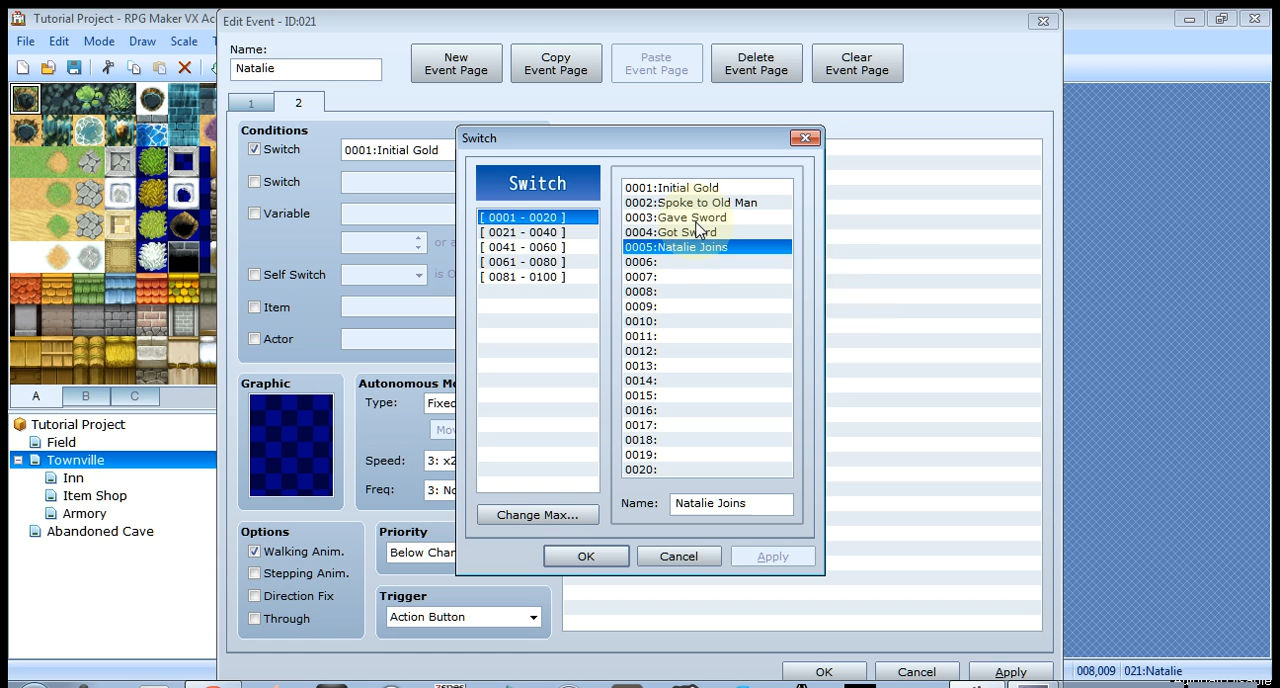 Tutorial Project - RPG Maker VX Ac
File Edit Mode Draw Scale
Edit Event - ID:021
Name:
Natalie
New
Event Page
Copy
Event Page
Paste
Event Page
Delete
Event Page
Clear
Event Page
1 2
Conditions
Switch 0001:Initial Gold
Switch
Variable
or a
Self Switch is O
Item
Actor
Graphic
Autonomous Mo
Type: Fixed
Mov
Speed: 3: x2
Freq: 3: No
Options
Walking Anim.
Stepping Anim.
Direction Fix
Through
Priority
Below Char
Trigger
Action Button
OK Cancel Apply
Switch
Switch
[ 0001 - 0020 ]
[ 0021 - 0040 ]
[ 0041 - 0060 ]
[ 0061 - 0080 ]
[ 0081 - 0100 ]
Change Max...
0001:Initial Gold
0002:Spoke to Old Man
0003:Gave Sword
0004:Got Sword
0005:Natalie Joins
0006:
0007:
0008:
0009:
0010:
0011:
0012:
0013:
0014:
0015:
0016:
0017:
0018:
0019:
0020:
Name: Natalie Joins
OK Cancel Apply
A B C
Tutorial Project
Field
Townville
Inn
Item Shop
Armory
Abandoned Cave
008,009 021:Natalie